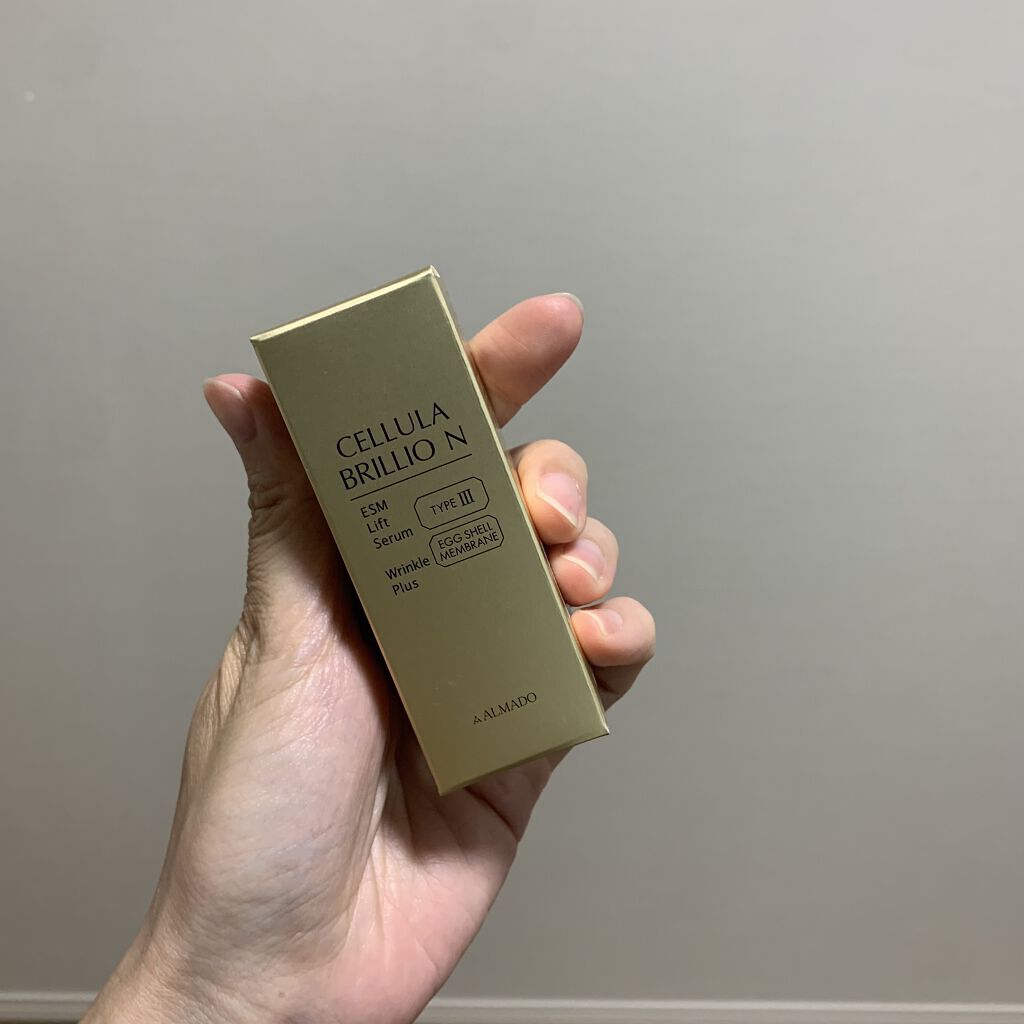 CELLULA
BRILLIO N
ESM
Lift
Serum
TYPE III
EGG SHELL
MEMBRANE
Wrinkle
Plus
ALMADO